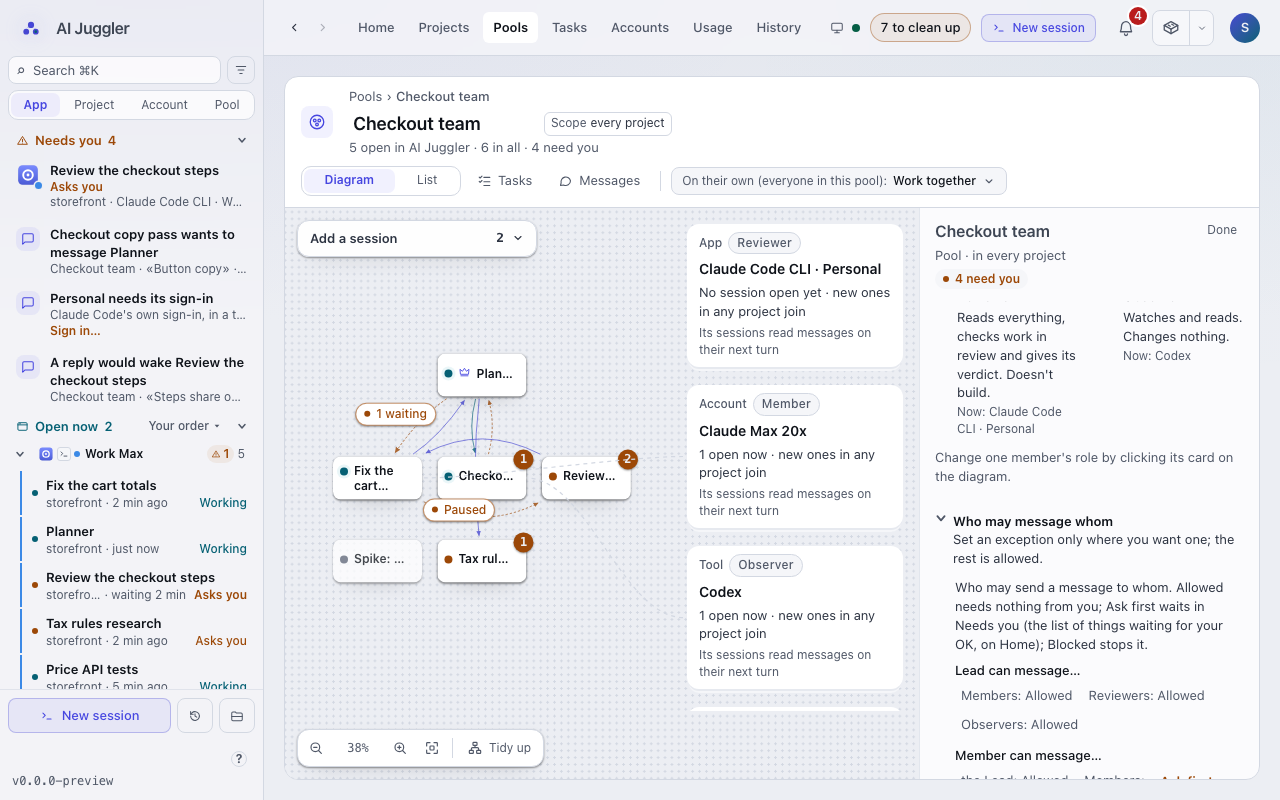 AI Juggler
Search ⌘K
App Project Account Pool
Needs you 4
Review the checkout steps
Asks you
storefront · Claude Code CLI · W...
Checkout copy pass wants to
message Planner
Checkout team · «Button copy» ·...
Personal needs its sign-in
Claude Code's own sign-in, in a t...
Sign in...
A reply would wake Review the
checkout steps
Checkout team · «Steps share o...
Open now 2 Your order
Work Max 1 5
Fix the cart totals
storefront · 2 min ago Working
Planner
storefront · just now Working
Review the checkout steps
storefro... · waiting 2 min Asks you
Tax rules research
storefront · 2 min ago Asks you
Price API tests
storefront · 5 min ago Working
New session
?
v0.0.0-preview
Home Projects Pools Tasks Accounts Usage History
7 to clean up
New session
4
S
Pools › Checkout team
Checkout team
Scope every project
5 open in AI Juggler · 6 in all · 4 need you
Diagram List Tasks Messages
On their own (everyone in this pool): Work together
Add a session 2
Plan...
1 waiting
Fix the
cart...
Checko... 1
Review... 2
Paused
Spike: ...
Tax rul... 1
38%
Tidy up
App Reviewer
Claude Code CLI · Personal
No session open yet · new ones
in any project join
Its sessions read messages on
their next turn
Account Member
Claude Max 20x
1 open now · new ones in any
project join
Its sessions read messages on
their next turn
Tool Observer
Codex
1 open now · new ones in any
project join
Its sessions read messages on
their next turn
Checkout team
Done
Pool · in every project
4 need you
Reads everything,
checks work in
review and gives its
verdict. Doesn't
build.
Now: Claude Code
CLI · Personal
Watches and reads.
Changes nothing.
Now: Codex
Change one member's role by clicking its card on
the diagram.
Who may message whom
Set an exception only where you want one; the
rest is allowed.
Who may send a message to whom. Allowed
needs nothing from you; Ask first waits in
Needs you (the list of things waiting for your
OK, on Home); Blocked stops it.
Lead can message...
Members: Allowed Reviewers: Allowed
Observers: Allowed
Member can message...
the Lead: Allowed Members: Ask first